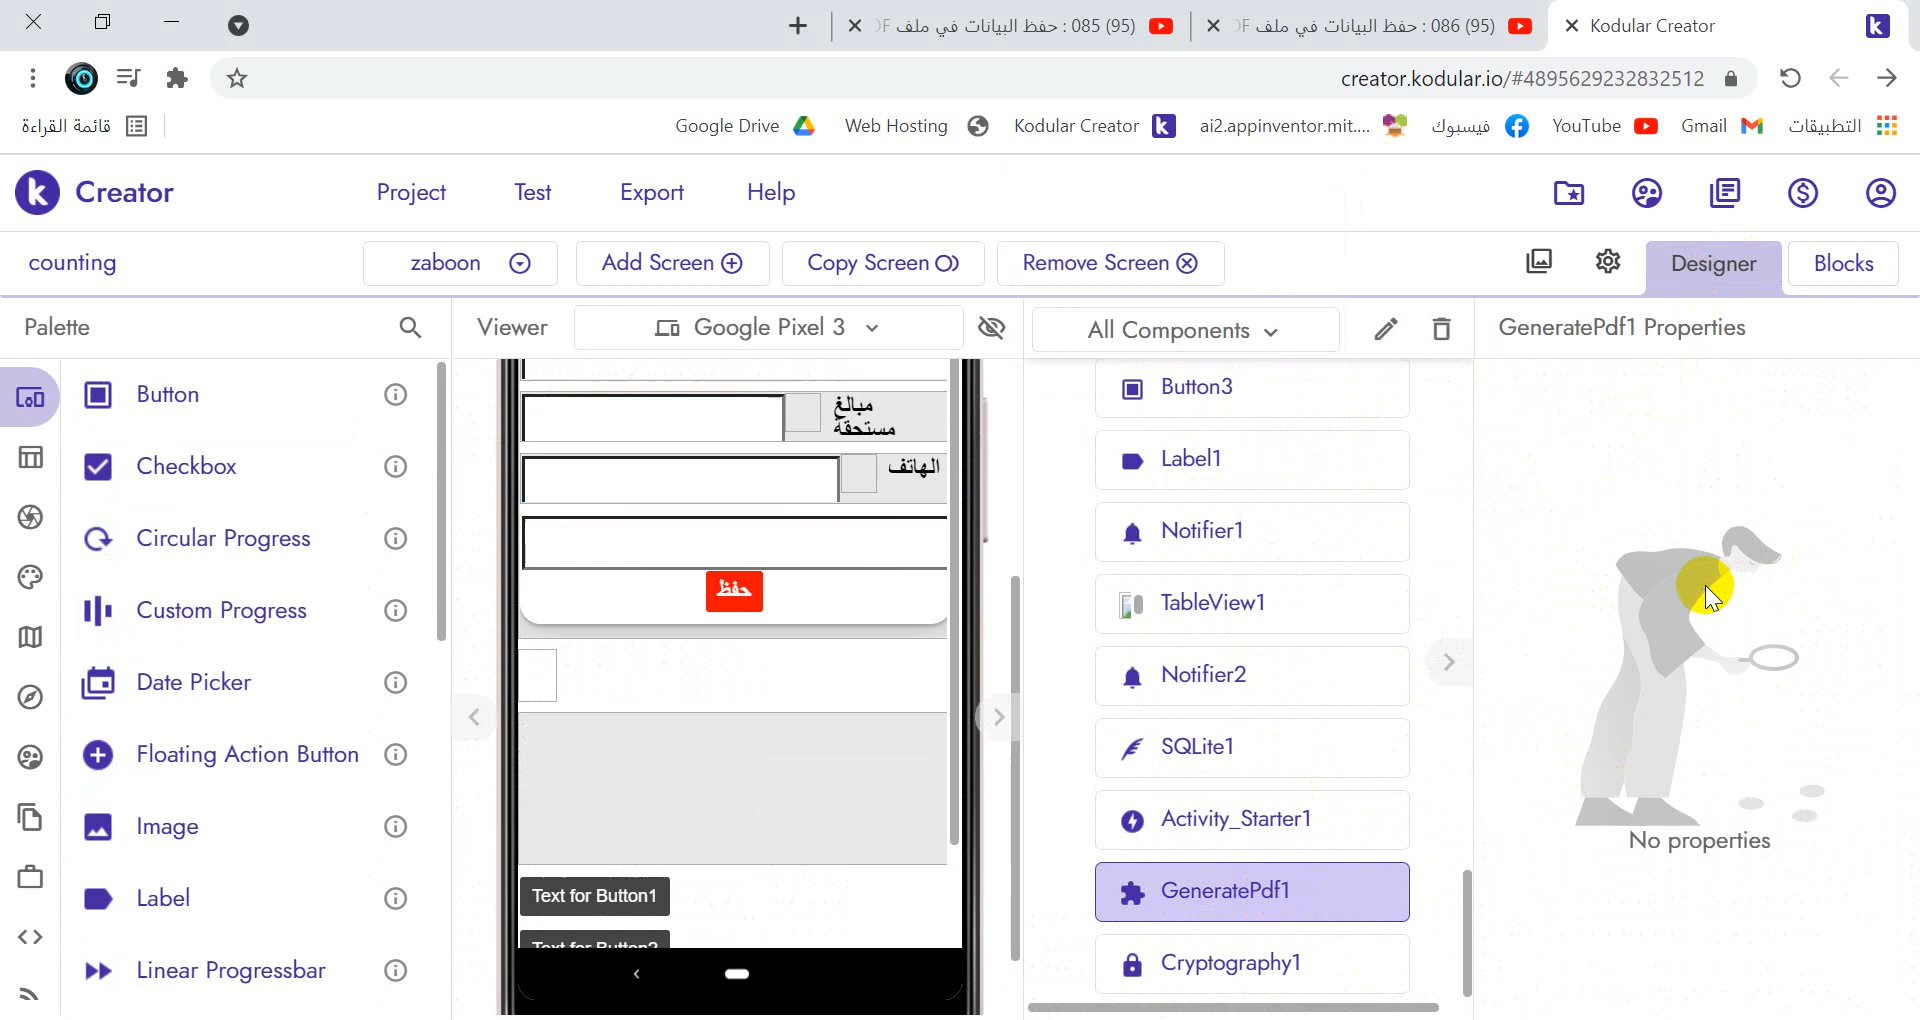 Kodular Creator
(95) 086 : حفظ البيانات في ملف
(95) 085 : حفظ البيانات في ملف
creator.kodular.io/#4895629232832512
التطبيقات
Gmail
YouTube
فيسبوك
ai2.appinventor.mit....
Kodular Creator
Web Hosting
Google Drive
قائمة القراءة
Creator
Project
Test
Export
Help
counting
zaboon
Add Screen
Copy Screen
Remove Screen
Designer
Blocks
Palette
Viewer
Google Pixel 3
All Components
GeneratePdf1 Properties
Button
Checkbox
Circular Progress
Custom Progress
Date Picker
Floating Action Button
Image
Label
Linear Progressbar
مبالغ
مستحقة
الهاتف
حفظ
Text for Button1
Text for Button2
Button3
Label1
Notifier1
TableView1
Notifier2
SQLite1
Activity_Starter1
GeneratePdf1
Cryptography1
No properties